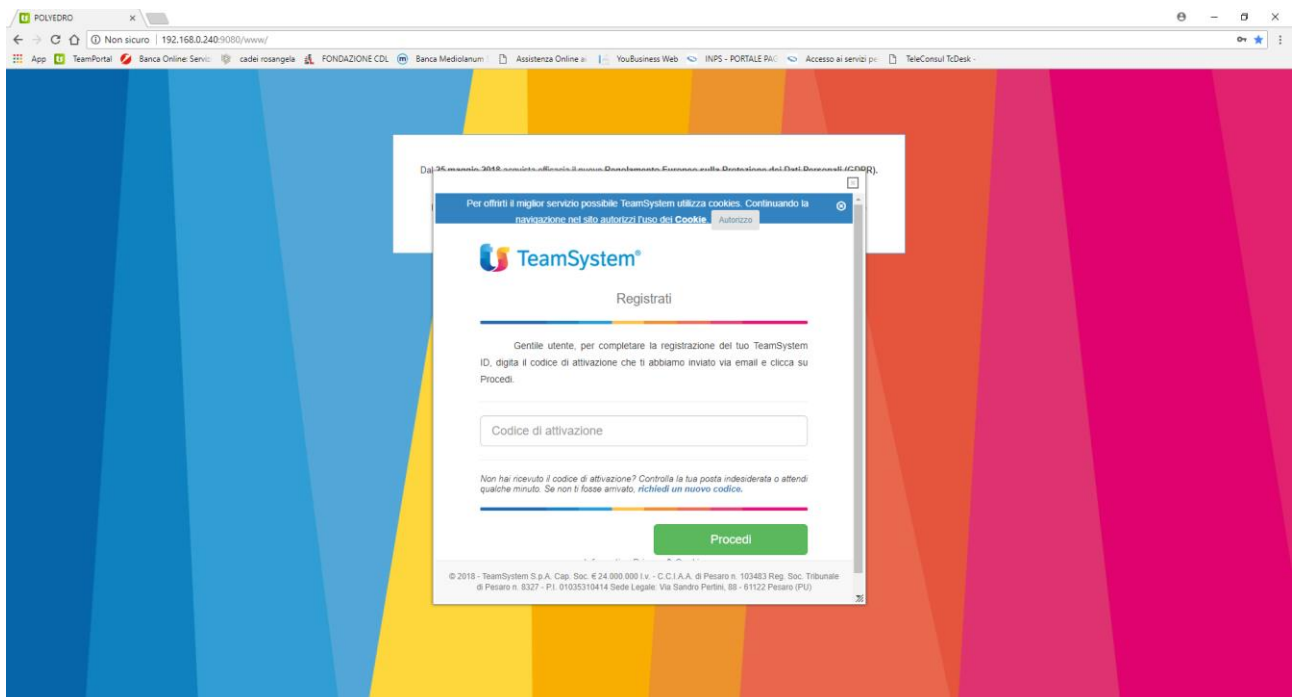 POLYEDRO
Non sicuro | 192.168.0.240:9080/www/
App TeamPortal Banca Online: Servi cadei rosangela FONDAZIONE CDL Banca Mediolanum Assistenza Online a YouBusiness Web INPS - PORTALE PAG Accesso ai servizi pe TeleConsul TcDesk -
Dal 25 maggio 2018 acquista efficacia il nuovo Regolamento Europeo sulla Protezione dei Dati Personali (GDPR).
Per offrirti il miglior servizio possibile TeamSystem utilizza cookies. Continuando la
navigazione nel sito autorizzi l'uso dei Cookie. Autorizzo
TeamSystem®
Registrati
Gentile utente, per completare la registrazione del tuo TeamSystem
ID, digita il codice di attivazione che ti abbiamo inviato via email e clicca su
Procedi.
Codice di attivazione
Non hai ricevuto il codice di attivazione? Controlla la tua posta indesiderata o attendi
qualche minuto. Se non ti fosse arrivato, richiedi un nuovo codice.
Procedi
© 2018 - TeamSystem S.p.A. Cap. Soc. € 24.000.000 I.v. - C.C.I.A.A. di Pesaro n. 103483 Reg. Soc. Tribunale
di Pesaro n. 8327 - P.I. 01035310414 Sede Legale: Via Sandro Pertini, 88 - 61122 Pesaro (PU)